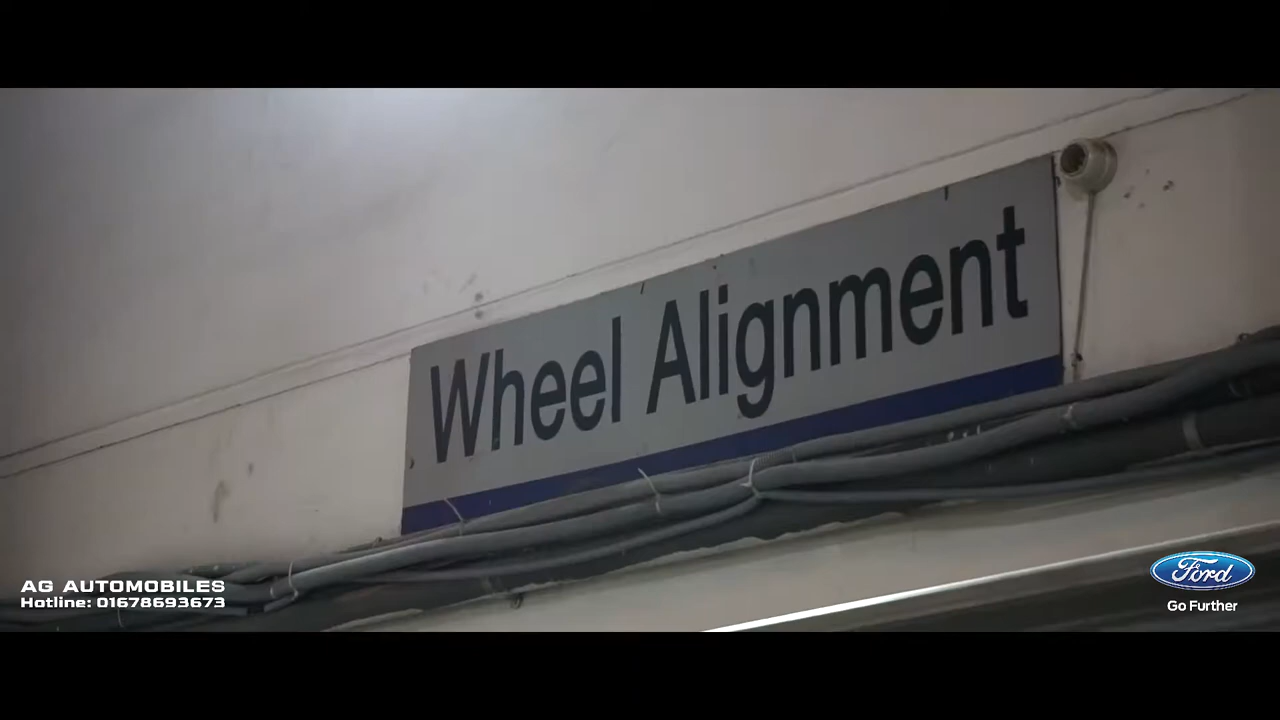 Wheel Alignment
AG AUTOMOBILES
Hotline: 01678693673
Ford
Go Further